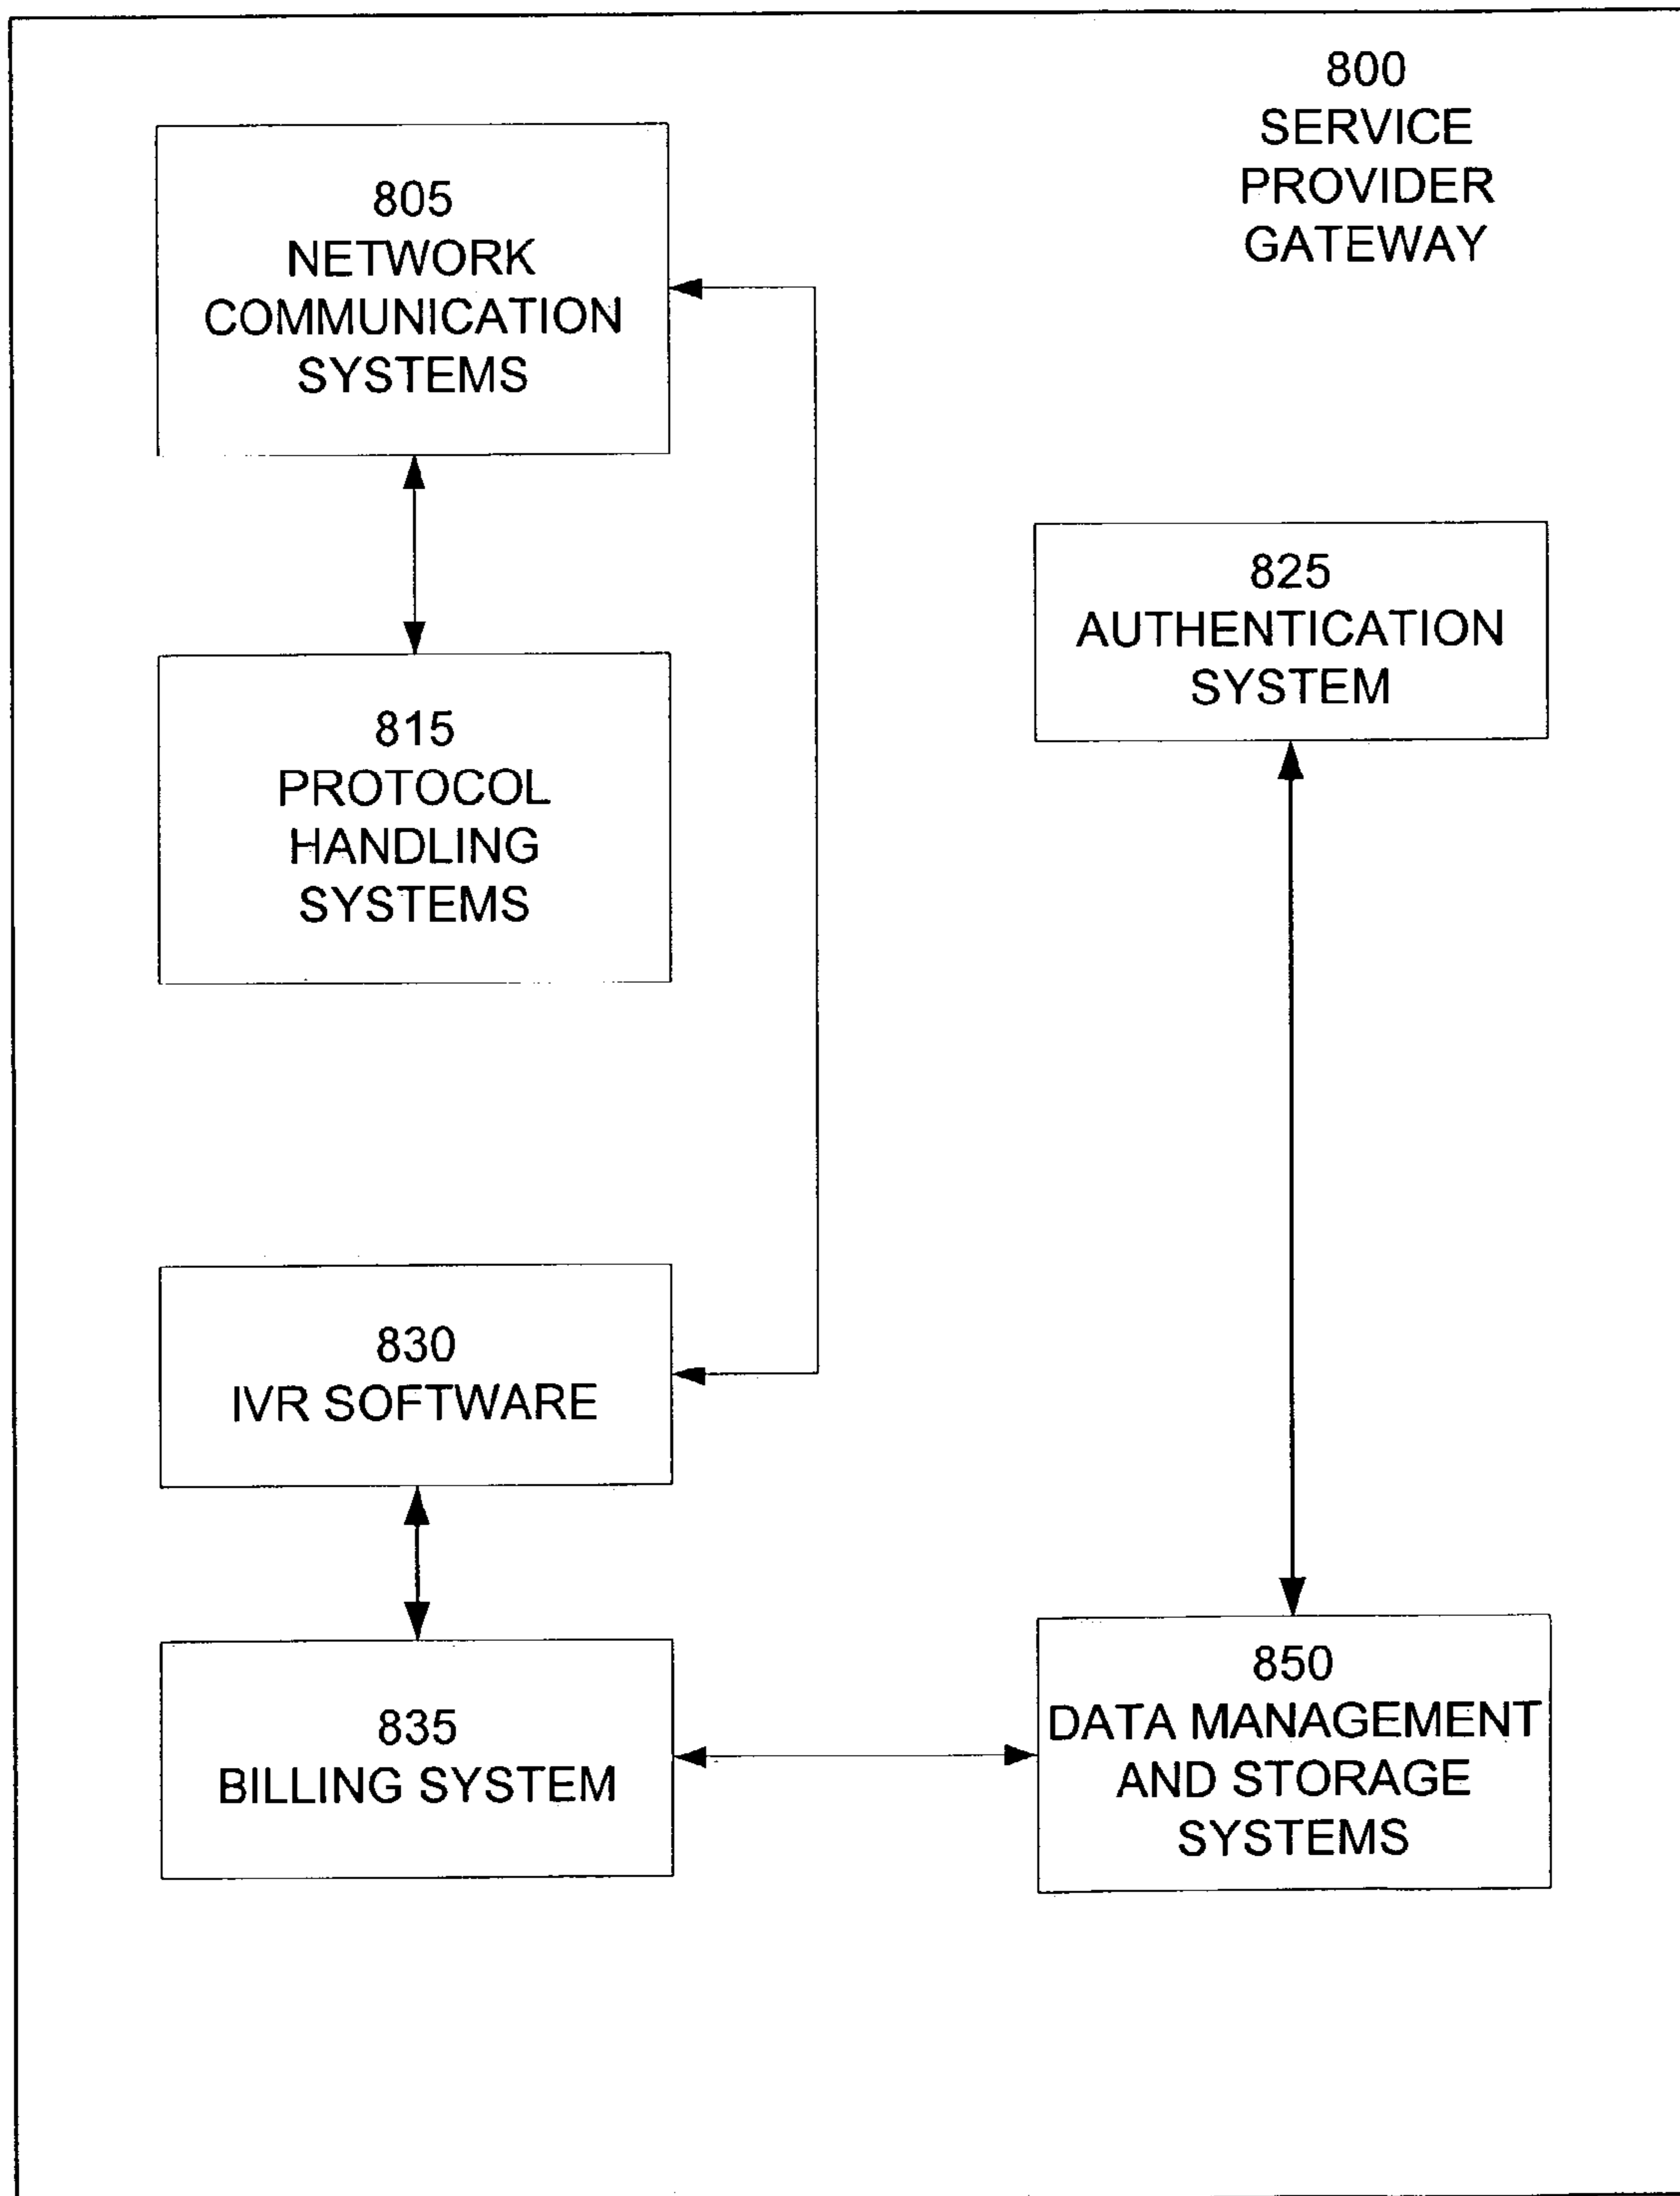 800
SERVICE
PROVIDER
GATEWAY
805
NETWORK
COMMUNICATION
SYSTEMS
825
AUTHENTICATION
SYSTEM
815
PROTOCOL
HANDLING
SYSTEMS
830
IVR SOFTWARE
835
BILLING SYSTEM
850
DATA MANAGEMENT
AND STORAGE
SYSTEMS